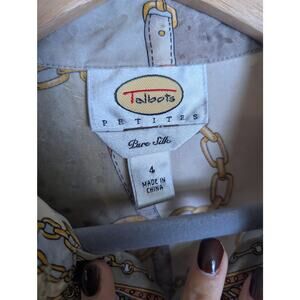 Talbots
PETITES
Pure Silk
4
MADE IN
CHINA